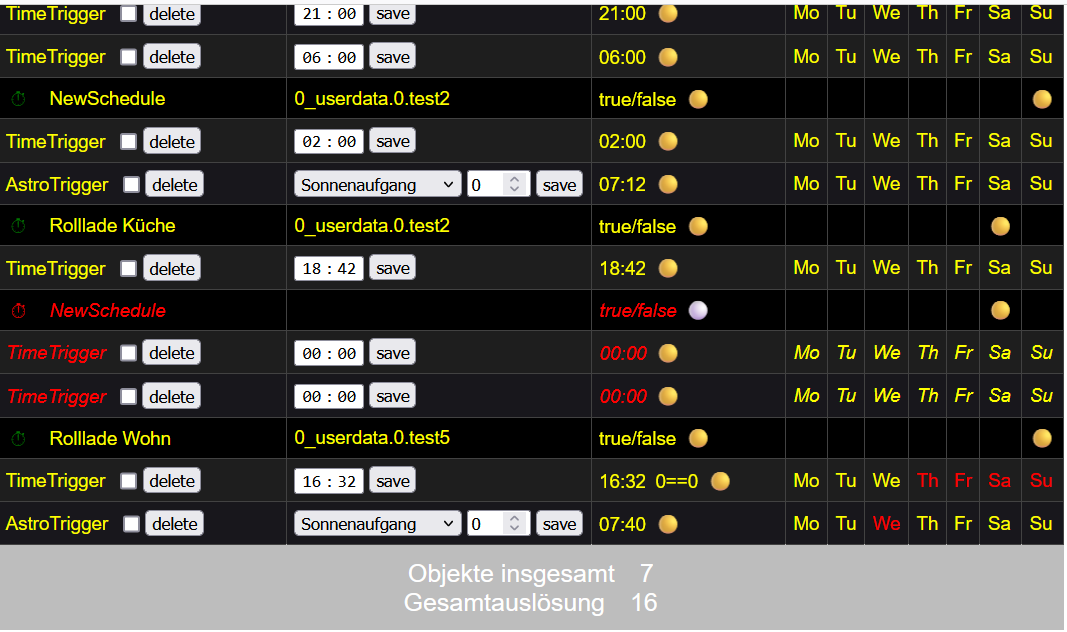 TimeTrigger delete 21:00 save 21:00 Mo Tu We Th Fr Sa Su
TimeTrigger delete 06:00 save 06:00 Mo Tu We Th Fr Sa Su
NewSchedule 0_userdata.0.test2 true/false
TimeTrigger delete 02:00 save 02:00 Mo Tu We Th Fr Sa Su
AstroTrigger delete Sonnenaufgang 0 save 07:12 Mo Tu We Th Fr Sa Su
Rolllade Küche 0_userdata.0.test2 true/false
TimeTrigger delete 18:42 save 18:42 Mo Tu We Th Fr Sa Su
NewSchedule true/false
TimeTrigger delete 00:00 save 00:00 Mo Tu We Th Fr Sa Su
TimeTrigger delete 00:00 save 00:00 Mo Tu We Th Fr Sa Su
Rolllade Wohn 0_userdata.0.test5 true/false
TimeTrigger delete 16:32 save 16:32 0==0 Mo Tu We Th Fr Sa Su
AstroTrigger delete Sonnenaufgang 0 save 07:40 Mo Tu We Th Fr Sa Su
Objekte insgesamt 7
Gesamtauslösung 16